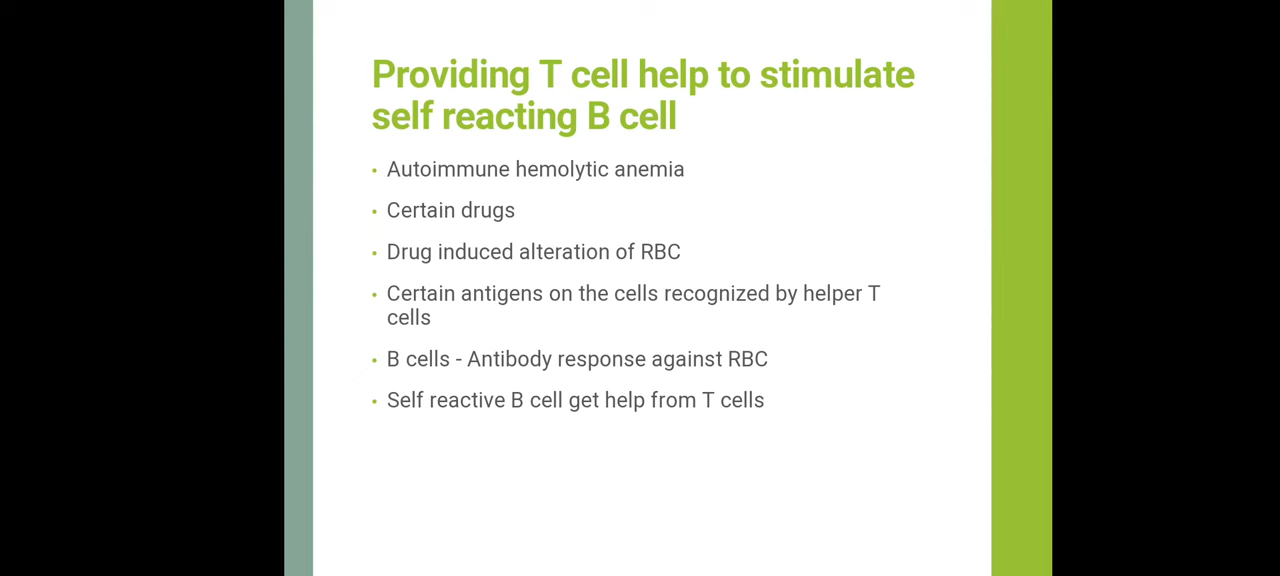 Providing T cell help to stimulate
self reacting B cell
• Autoimmune hemolytic anemia
• Certain drugs
• Drug induced alteration of RBC
• Certain antigens on the cells recognized by helper T
cells
• B cells - Antibody response against RBC
• Self reactive B cell get help from T cells